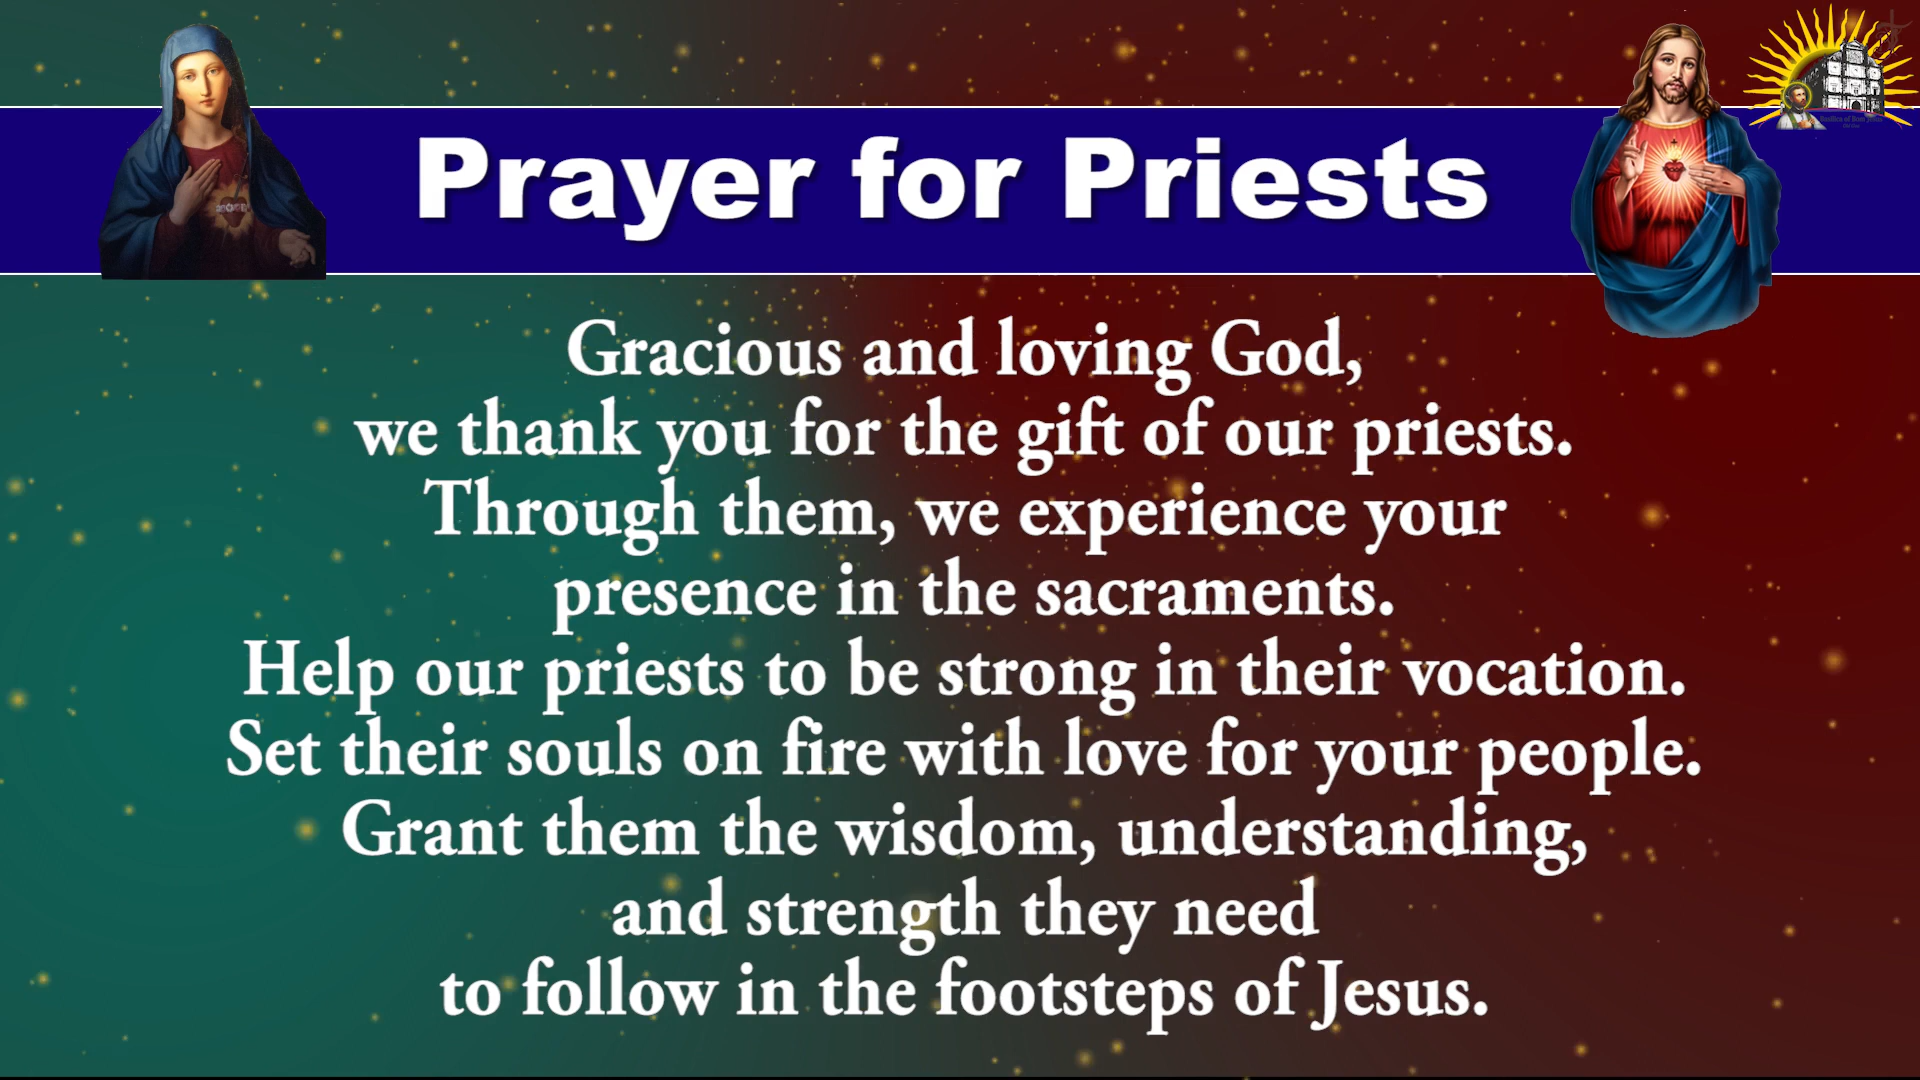 Prayer for Priests
Gracious and loving God,
we thank you for the gift of our priests.
Through them, we experience your
presence in the sacraments.
Help our priests to be strong in their vocation.
Set their souls on fire with love for your people.
Grant them the wisdom, understanding,
and strength they need
to follow in the footsteps of Jesus.